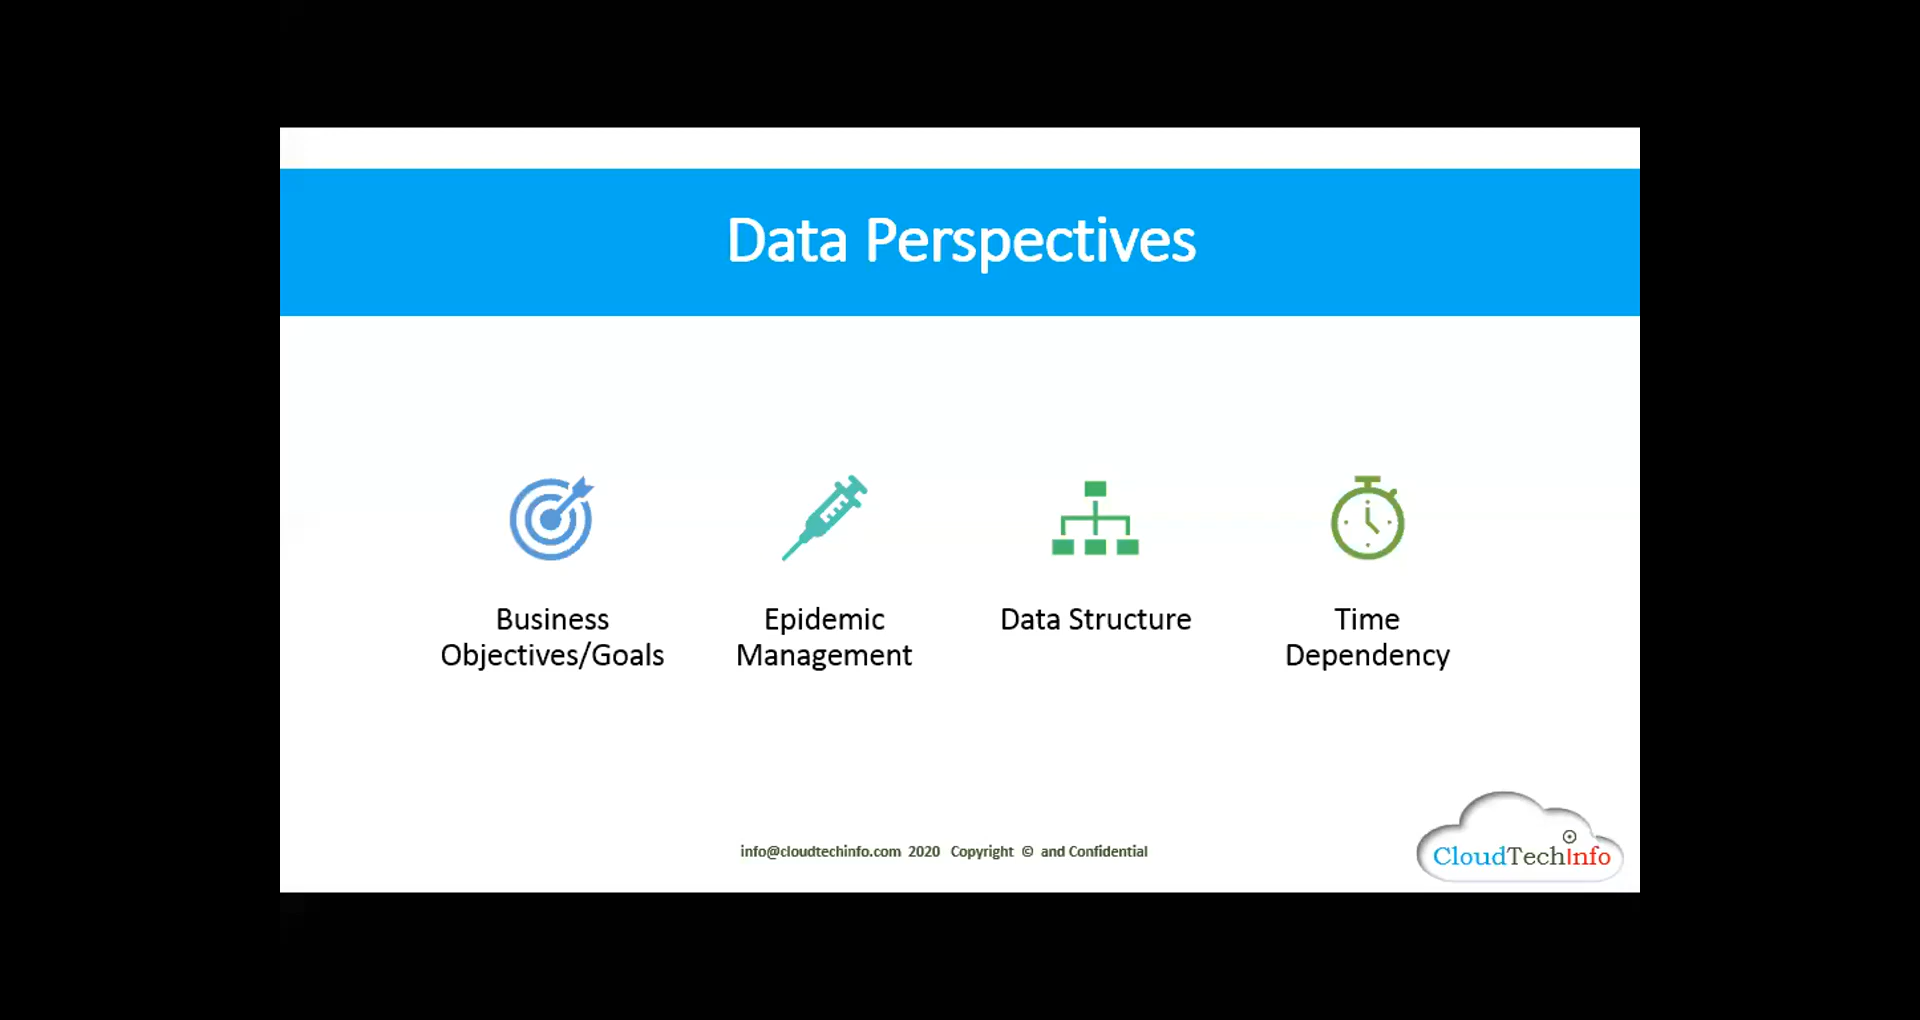 Data Perspectives
Business
Objectives/Goals
Epidemic
Management
Data Structure
Time
Dependency
info@cloudtechinfo.com 2020 Copyright © and Confidential
CloudTechInfo